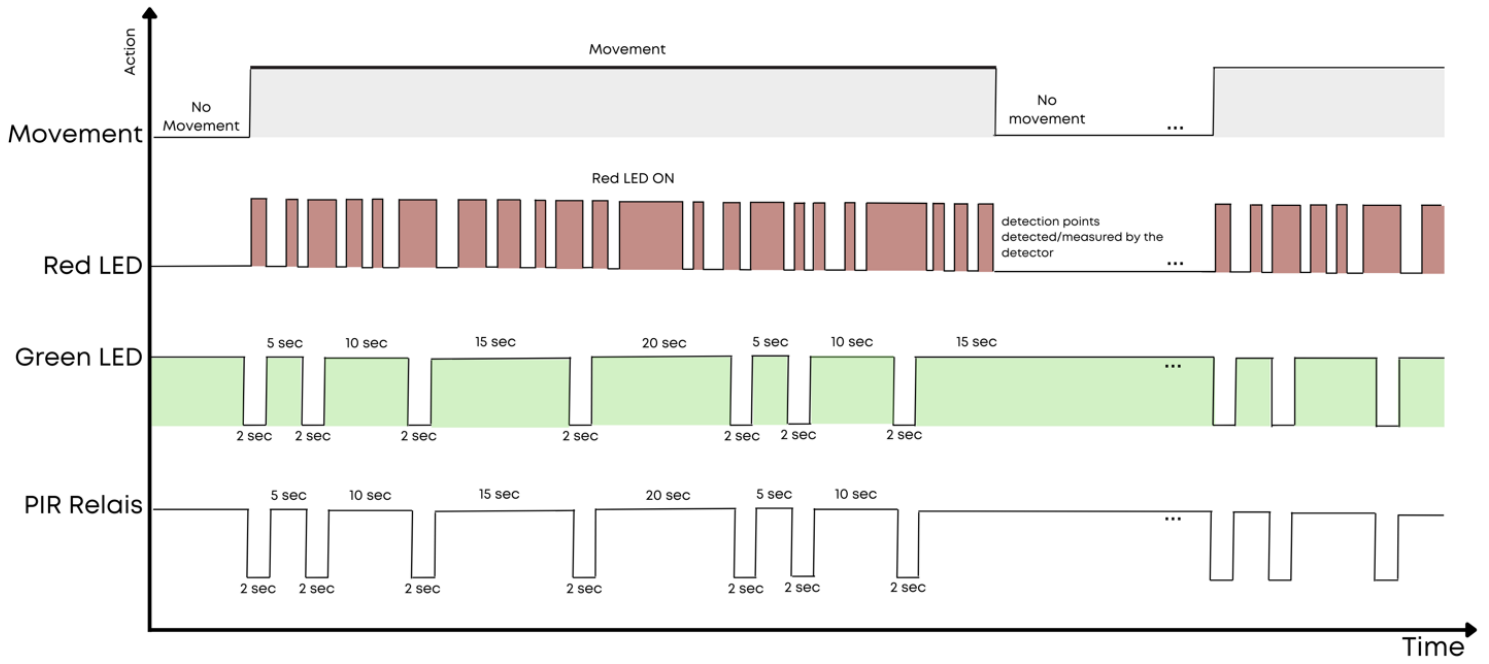 Action
Movement
No
Movement
No
movement
...
Movement
Red LED ON
detection points
detected/measured by the
detector
...
Red LED
5 sec
10 sec
15 sec
20 sec
5 sec
10 sec
15 sec
Green LED
...
2 sec
2 sec
2 sec
2 sec
2 sec
2 sec
2 sec
5 sec
10 sec
15 sec
20 sec
5 sec
10 sec
PIR Relais
...
2 sec
2 sec
2 sec
2 sec
2 sec
2 sec
2 sec
Time